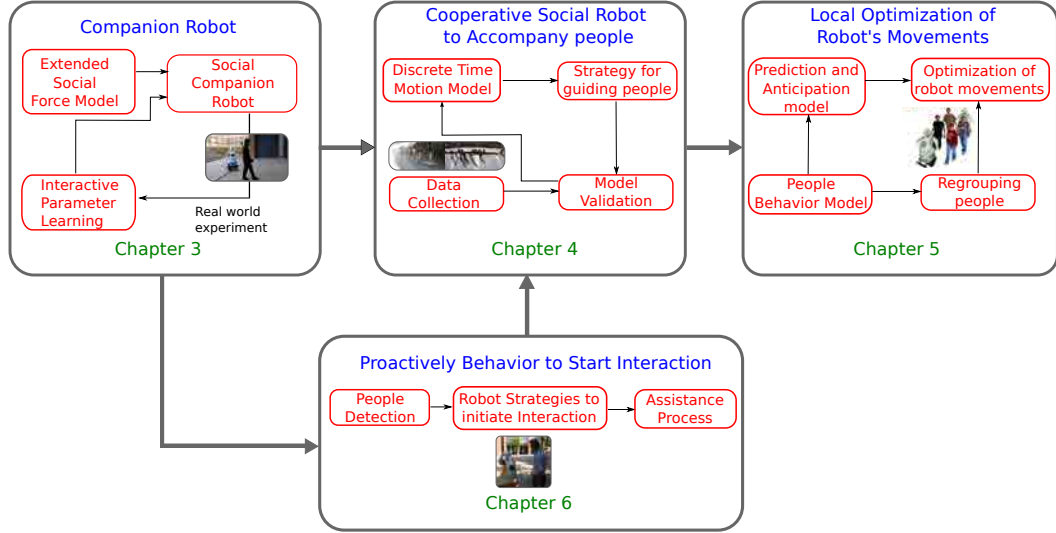 Companion Robot
Extended
Social
Force Model
Social
Companion
Robot
Interactive
Parameter
Learning
Real world
experiment
Chapter 3
Cooperative Social Robot
to Accompany people
Discrete Time
Motion Model
Strategy for
guiding people
Data
Collection
Model
Validation
Chapter 4
Local Optimization of
Robot's Movements
Prediction and
Anticipation
model
Optimization of
robot movements
People
Behavior Model
Regrouping
people
Chapter 5
Proactively Behavior to Start Interaction
People
Detection
Robot Strategies to
initiate Interaction
Assistance
Process
Chapter 6